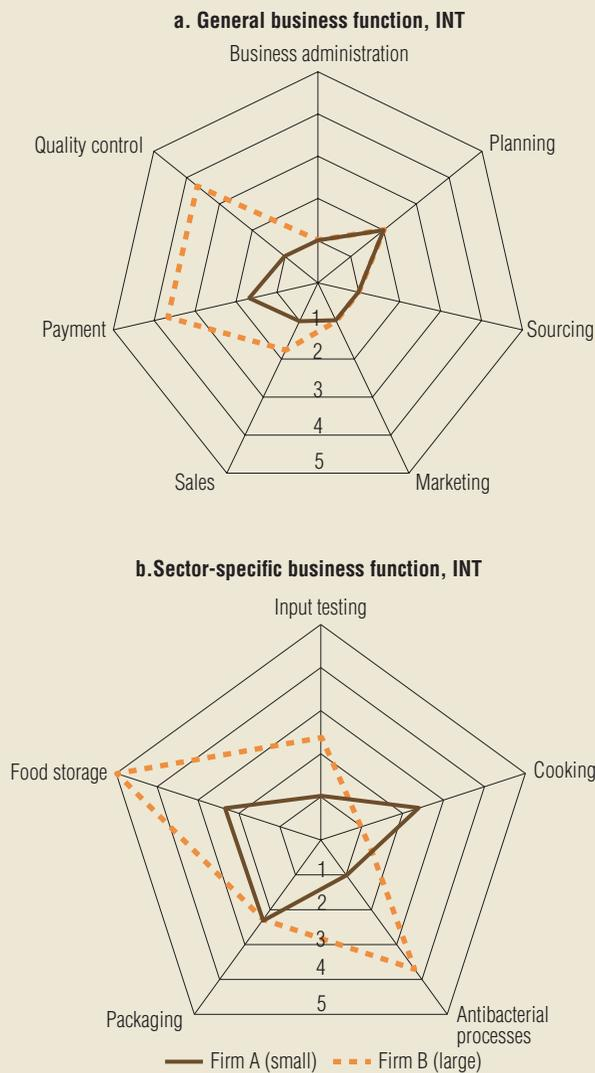 a. General business function, INT
Business administration
Quality control
Planning
Payment
Sourcing
1
2
3
4
5
Sales
Marketing
b.Sector-specific business function, INT
Input testing
Food storage
Cooking
1
2
3
4
5
Packaging
Antibacterial
processes
Firm A (small) Firm B (large)